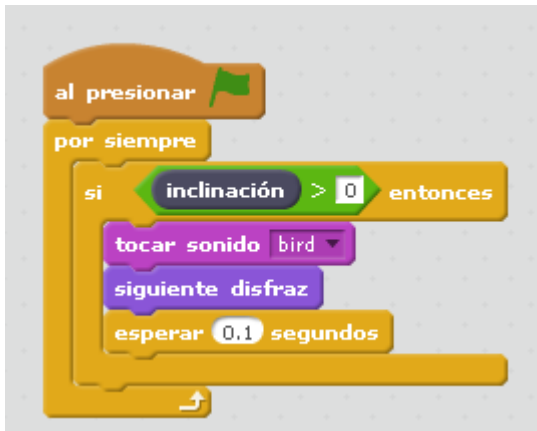 al presionar
por siempre
si inclinación > 0 entonces
tocar sonido bird
siguiente disfraz
esperar 0.1 segundos